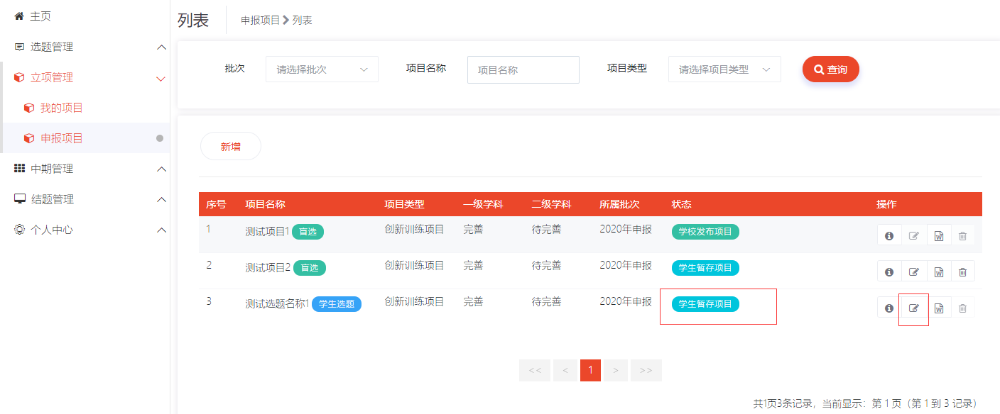 主页
选题管理
立项管理
我的项目
申报项目
中期管理
结题管理
个人中心
列表 申报项目 列表
批次 请选择批次 项目名称 项目名称 项目类型 请选择项目类型 查询
新增
序号 项目名称 项目类型 一级学科 二级学科 所属批次 状态 操作
1 测试项目1 盲选 创新训练项目 完善 待完善 2020年申报 学校发布项目
2 测试项目2 盲选 创新训练项目 完善 待完善 2020年申报 学生暂存项目
3 测试选题名称1 学生选题 创新训练项目 完善 待完善 2020年申报 学生暂存项目
<< < 1 > >>
共1页3条记录，当前显示：第 1 页（第 1 到 3 记录）